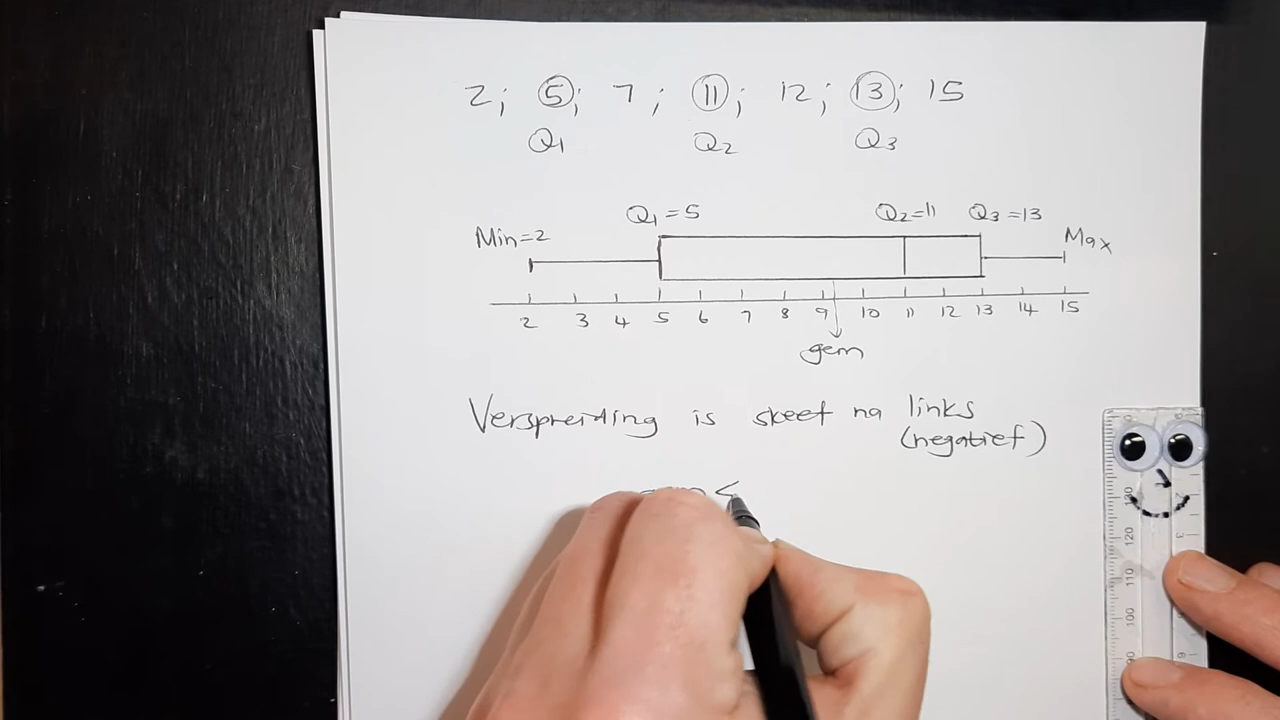 2; 5; 7; 11; 12; 13; 15
Q1 Q2 Q3
Q1=5 Q2=11 Q3=13
Min=2 Max
2 3 4 5 6 7 8 9 10 11 12 13 14 15
gem
Verspreiding is skeef na links
(negatief)
<